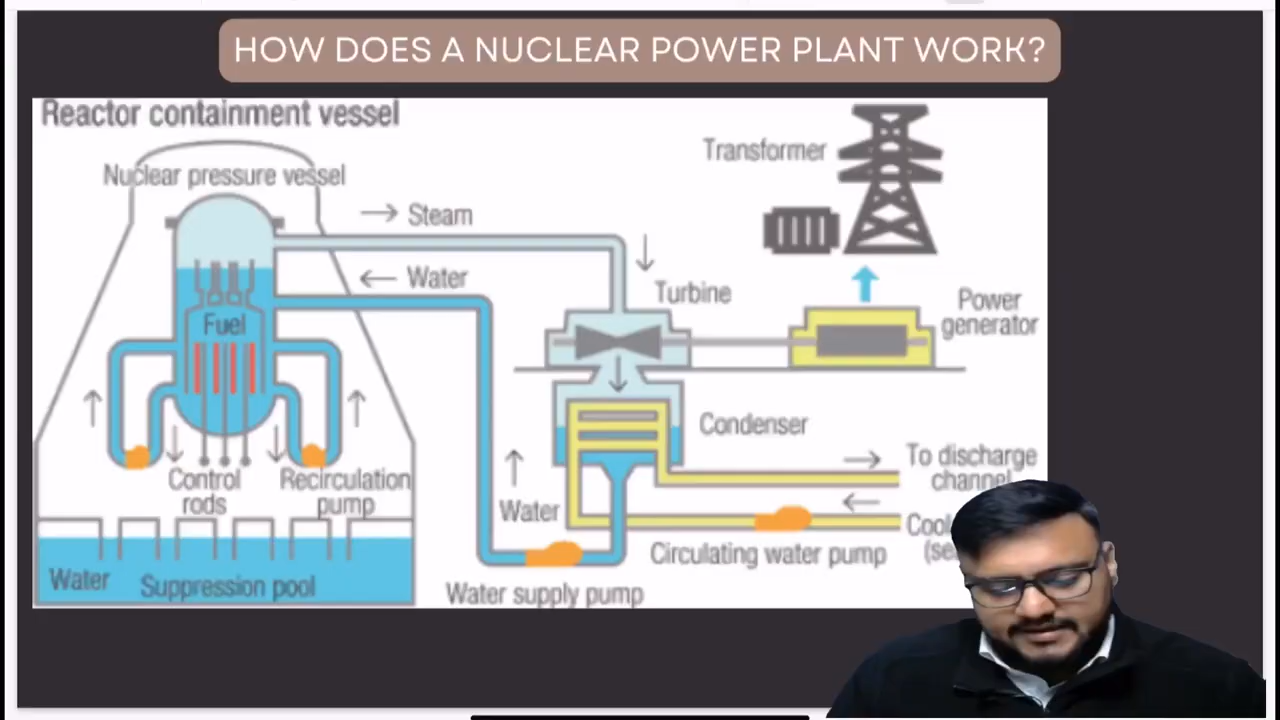 HOW DOES A NUCLEAR POWER PLANT WORK?
Reactor containment vessel
Nuclear pressure vessel
Transformer
Steam
Water
Turbine
Power
generator
Fuel
Condenser
To discharge
channel
Control
rods
Recirculation
pump
Water
Circulating water pump
Water
Suppression pool
Water supply pump